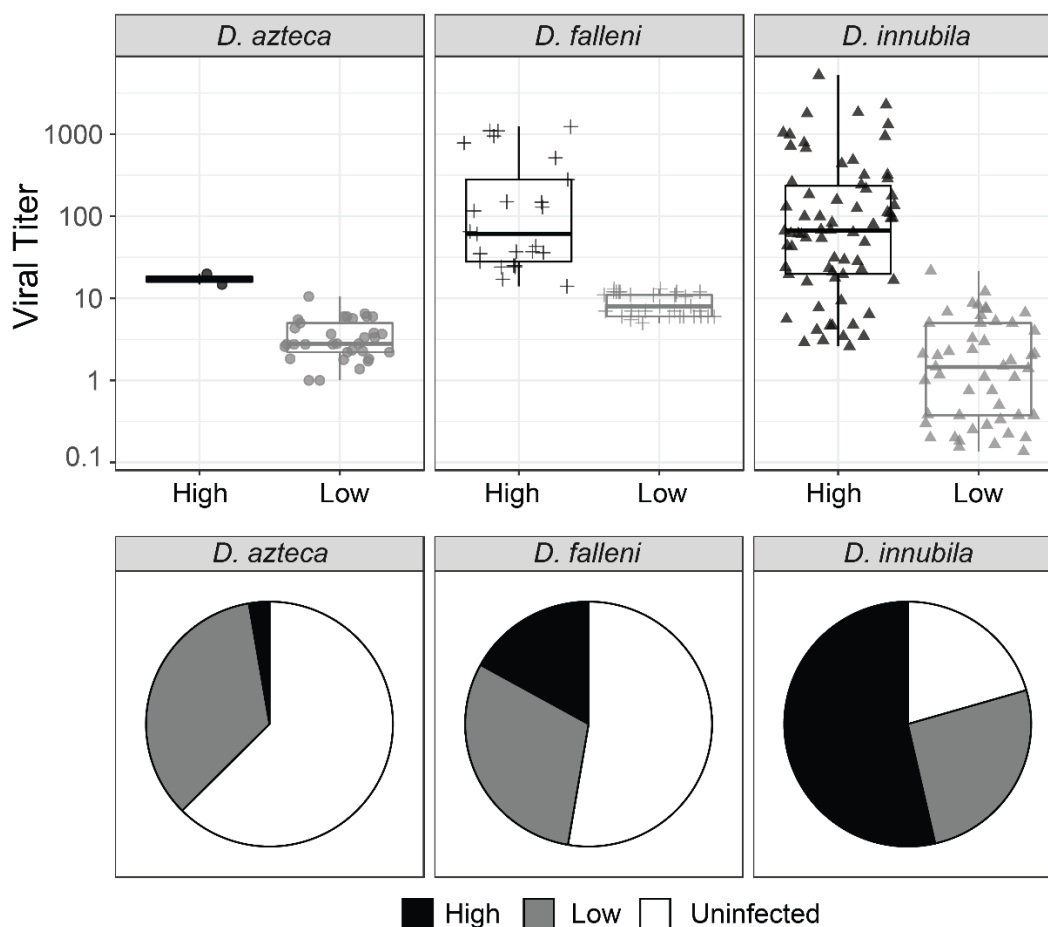 D. azteca
D. falleni
D. innubila
Viral Titer
1000
100
10
1
0.1
High
Low
High
Low
High
Low
D. azteca
D. falleni
D. innubila
High
Low
Uninfected